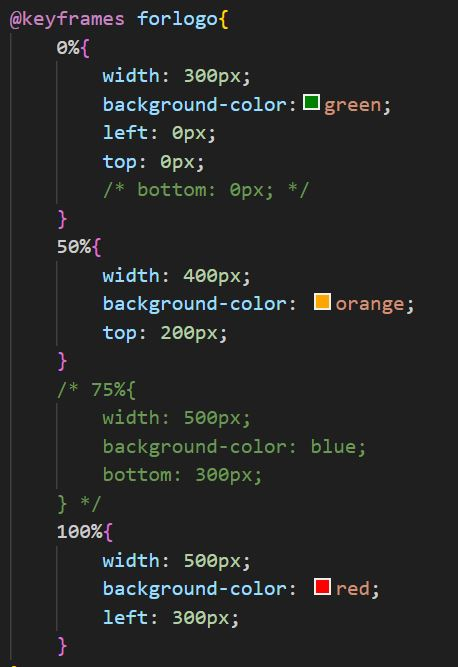 @keyframes forlogo{
    0%{
        width: 300px;
        background-color: green;
        left: 0px;
        top: 0px;
        /* bottom: 0px; */
    }
    50%{
        width: 400px;
        background-color: orange;
        top: 200px;
    }
    /* 75%{
        width: 500px;
        background-color: blue;
        bottom: 300px;
    } */
    100%{
        width: 500px;
        background-color: red;
        left: 300px;
    }